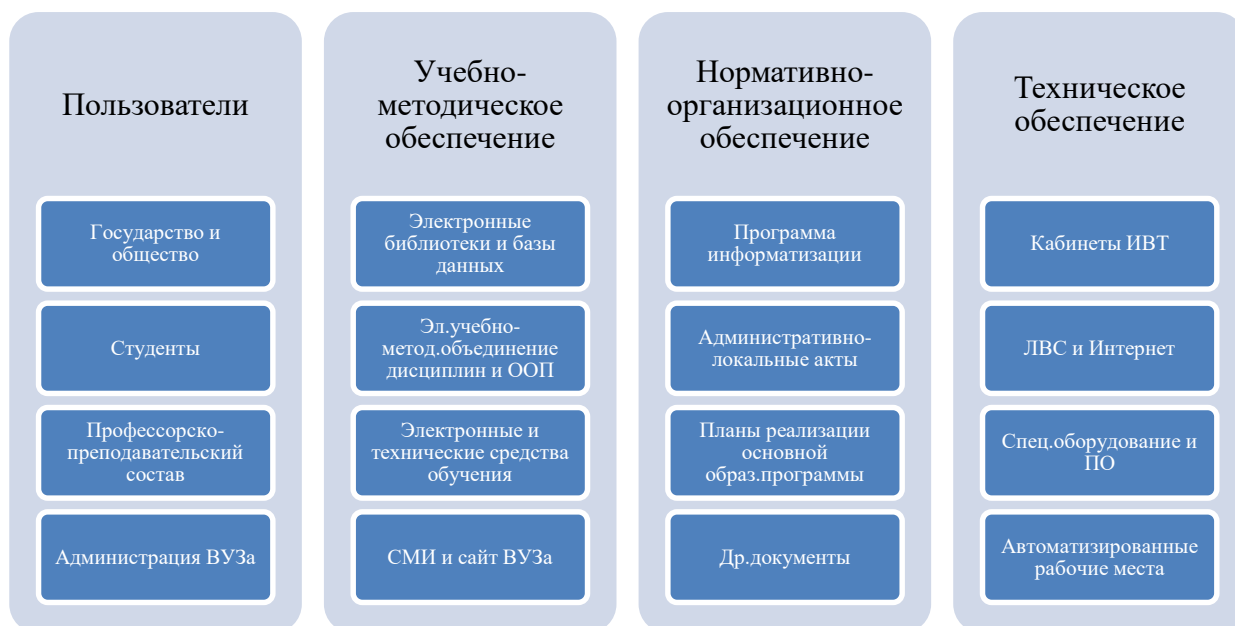 Пользователи
Государство и
общество
Студенты
Профессорско-
преподавательский
состав
Администрация ВУЗа
Учебно-
методическое
обеспечение
Электронные
библиотеки и базы
данных
Эл.учебно-
метод.объединение
дисциплин и ООП
Электронные и
технические средства
обучения
СМИ и сайт ВУЗа
Нормативно-
организационное
обеспечение
Программа
информатизации
Административно-
локальные акты
Планы реализации
основной
образ.программы
Др.документы
Техническое
обеспечение
Кабинеты ИВТ
ЛВС и Интернет
Спец.оборудование и
ПО
Автоматизированные
рабочие места